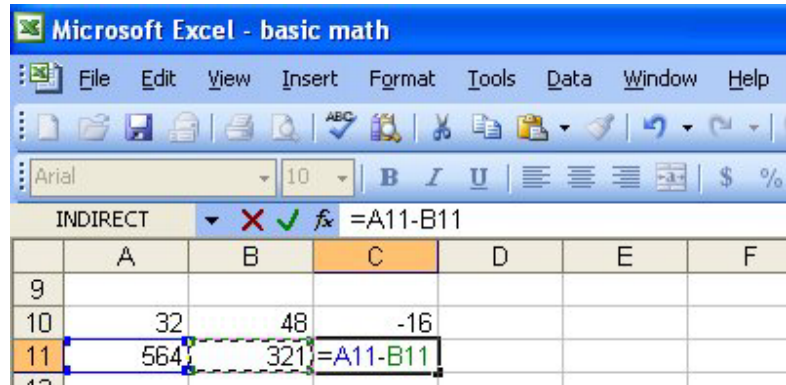 Microsoft Excel - basic math
File Edit View Insert Format Tools Data Window Help
ABC
Arial 10 B I U $ %
INDIRECT fx =A11-B11
A B C D E F
9
10 32 48 -16
11 564 321 =A11-B11